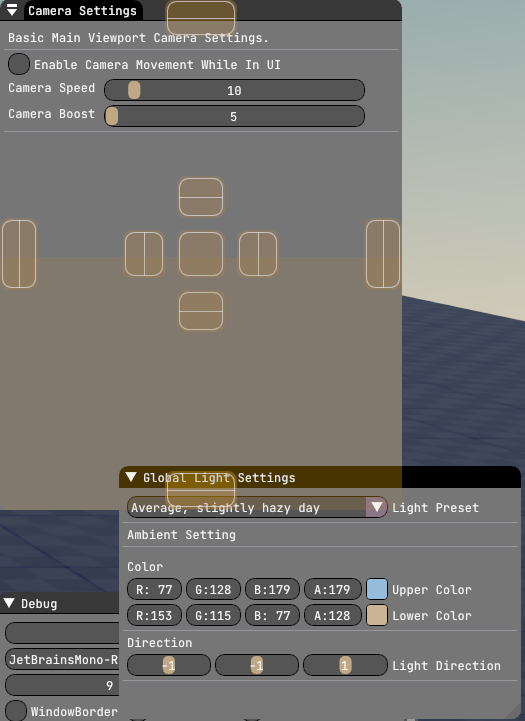 Camera Settings
Basic Main Viewport Camera Settings.
Enable Camera Movement While In UI
Camera Speed 10
Camera Boost 5
Global Light Settings
Average, slightly hazy day Light Preset
Ambient Setting
Color
R: 77 G:128 B:179 A:179 Upper Color
R:153 G:115 B: 77 A:128 Lower Color
Direction
-1 -1 1 Light Direction
Debug
JetBrainsMono-R
9
WindowBorder